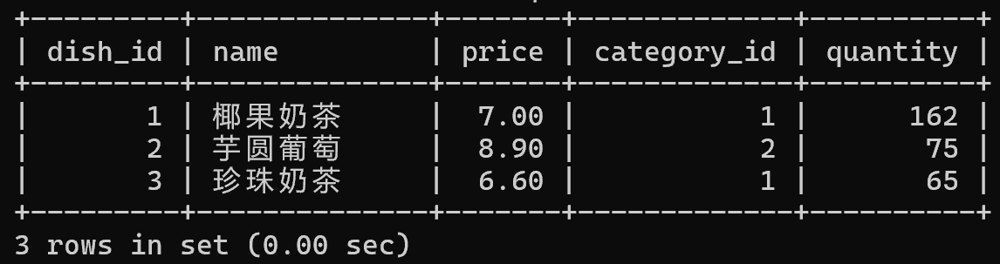 +---------+--------------+-------+-------------+----------+
| dish_id | name         | price | category_id | quantity |
+---------+--------------+-------+-------------+----------+
|       1 | 椰果奶茶     |  7.00 |           1 |      162 |
|       2 | 芋圆葡萄     |  8.90 |           2 |       75 |
|       3 | 珍珠奶茶     |  6.60 |           1 |       65 |
+---------+--------------+-------+-------------+----------+
3 rows in set (0.00 sec)